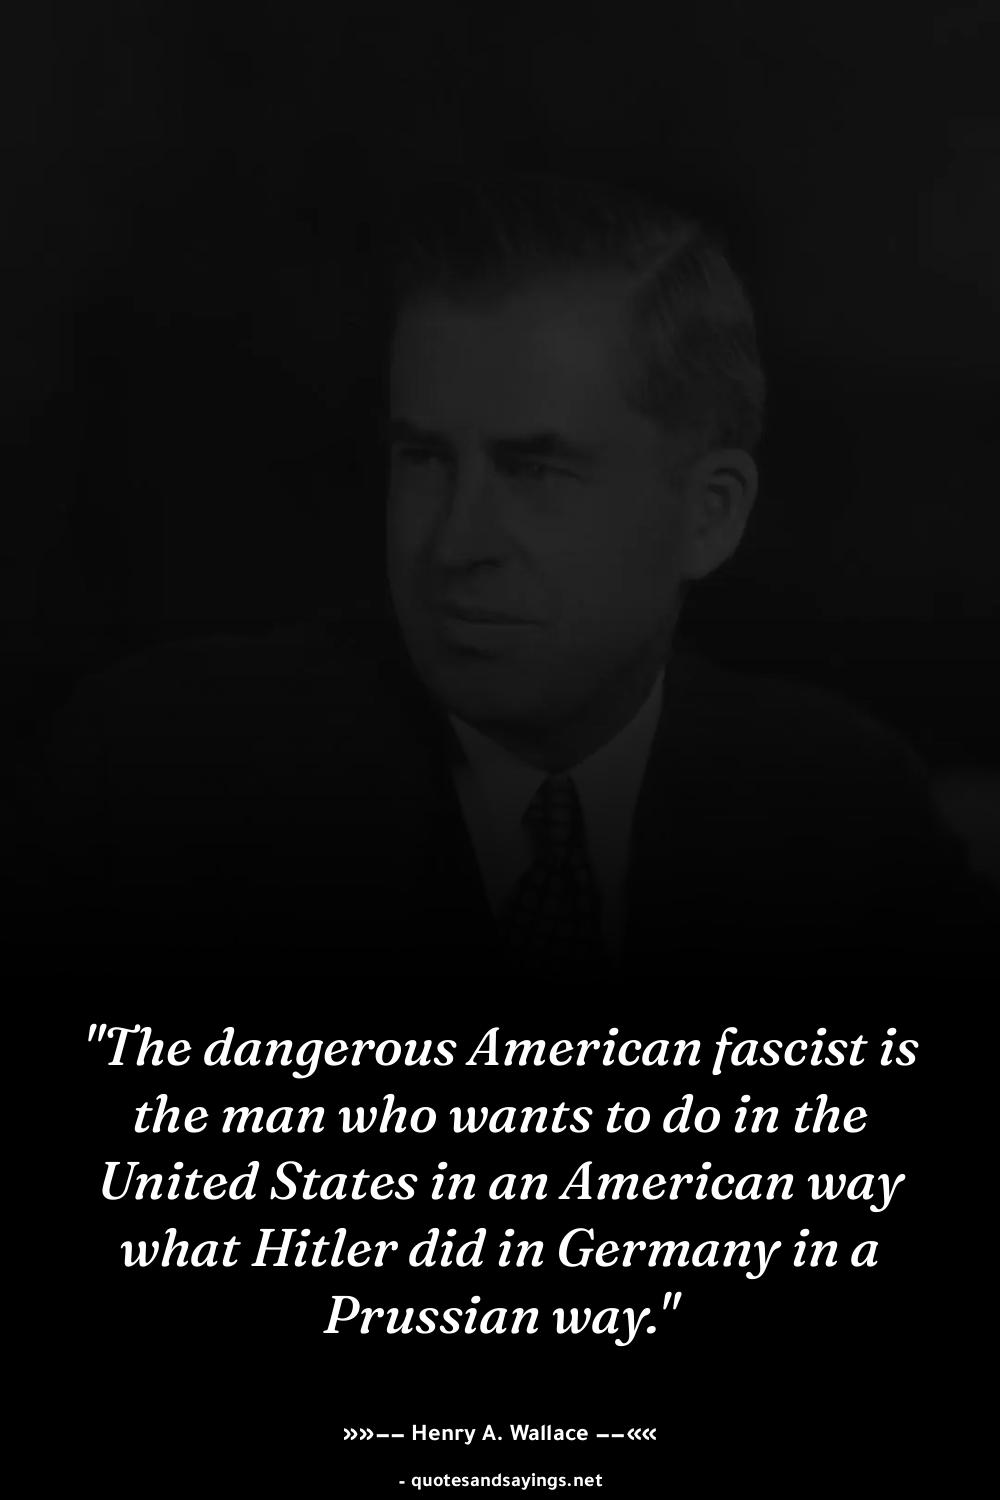 "The dangerous American fascist is
the man who wants to do in the
United States in an American way
what Hitler did in Germany in a
Prussian way."
»»−− Henry A. Wallace −−««
- quotesandsayings.net